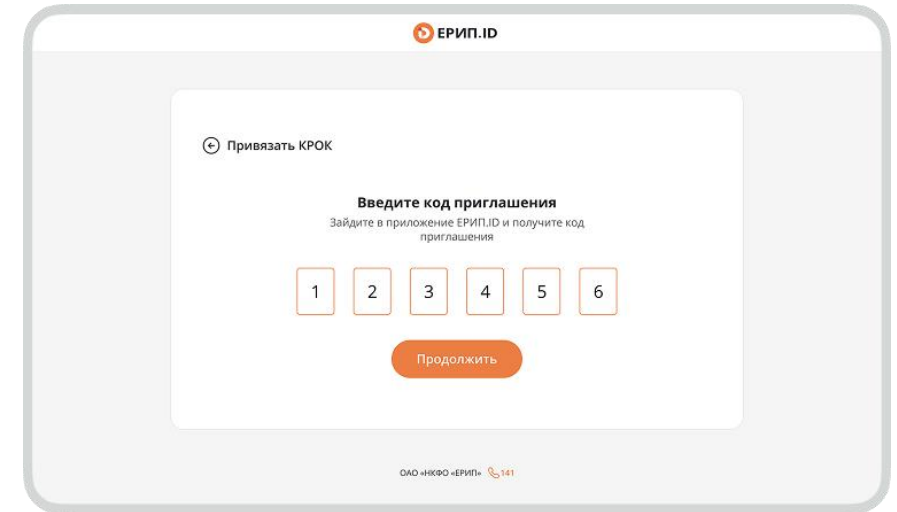 ЕРИП.ID
Привязать КРОК
Введите код приглашения
Зайдите в приложение ЕРИП.ID и получите код
приглашения
1 2 3 4 5 6
Продолжить
ОАО «НКФО «ЕРИП» 141